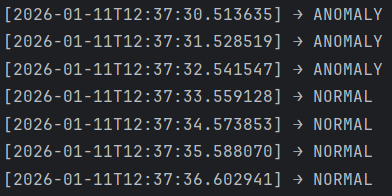 [2026-01-11T12:37:30.513635] → ANOMALY
[2026-01-11T12:37:31.528519] → ANOMALY
[2026-01-11T12:37:32.541547] → ANOMALY
[2026-01-11T12:37:33.559128] → NORMAL
[2026-01-11T12:37:34.573853] → NORMAL
[2026-01-11T12:37:35.588070] → NORMAL
[2026-01-11T12:37:36.602941] → NORMAL